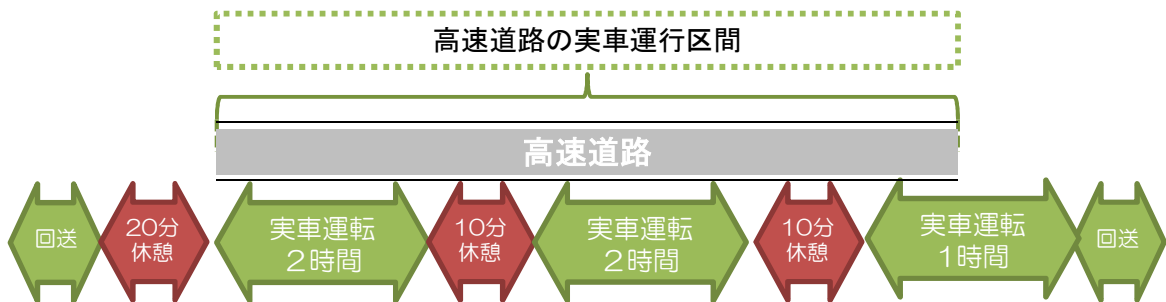 高速道路の実車運行区間
高速道路
回送
20分
休憩
実車運転
２時間
10分
休憩
実車運転
２時間
10分
休憩
実車運転
１時間
回送